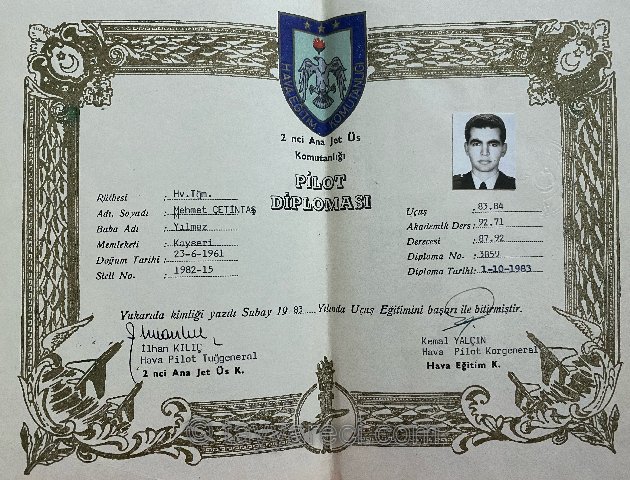 HAVA EĞİTİM KOMUTANLIĞI
2 nci Ana Jet Üs
Komutanlığı
PİLOT
DİPLOMASI
Rütbesi : Hv.Tğm.
Adı, Soyadı : Mehmet ÇETİNTAŞ
Baba Adı : Yılmaz
Memleketi : Kayseri
Doğum Tarihi : 23-6-1961
Sicil No. : 1982-15
Uçuş : 83.84
Akademik Ders : 92.71
Derecesi : 87.92
Diploma No. : 3859
Diploma Tarihi : 1-10-1983
Yukarıda kimliği yazılı Subay 19 83 .... Yılında Uçuş Eğitimini başarı ile bitirmiştir.
İlhan KILIÇ
Hava Pilot Tuğgeneral
2 nci Ana Jet Üs K.
Kemal YALÇIN
Hava Pilot Korgeneral
Hava Eğitim K.